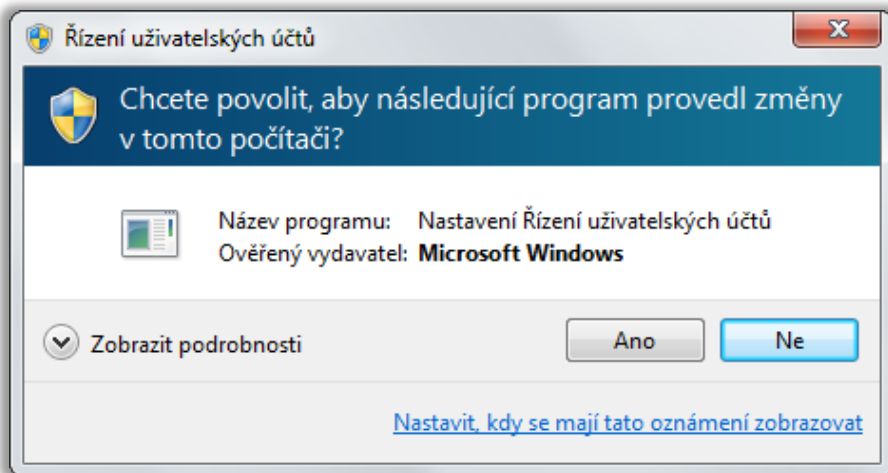 Řízení uživatelských účtů
Chcete povolit, aby následující program provedl změny
v tomto počítači?
Název programu: Nastavení Řízení uživatelských účtů
Ověřený vydavatel: Microsoft Windows
Zobrazit podrobnosti Ano Ne
Nastavit, kdy se mají tato oznámení zobrazovat